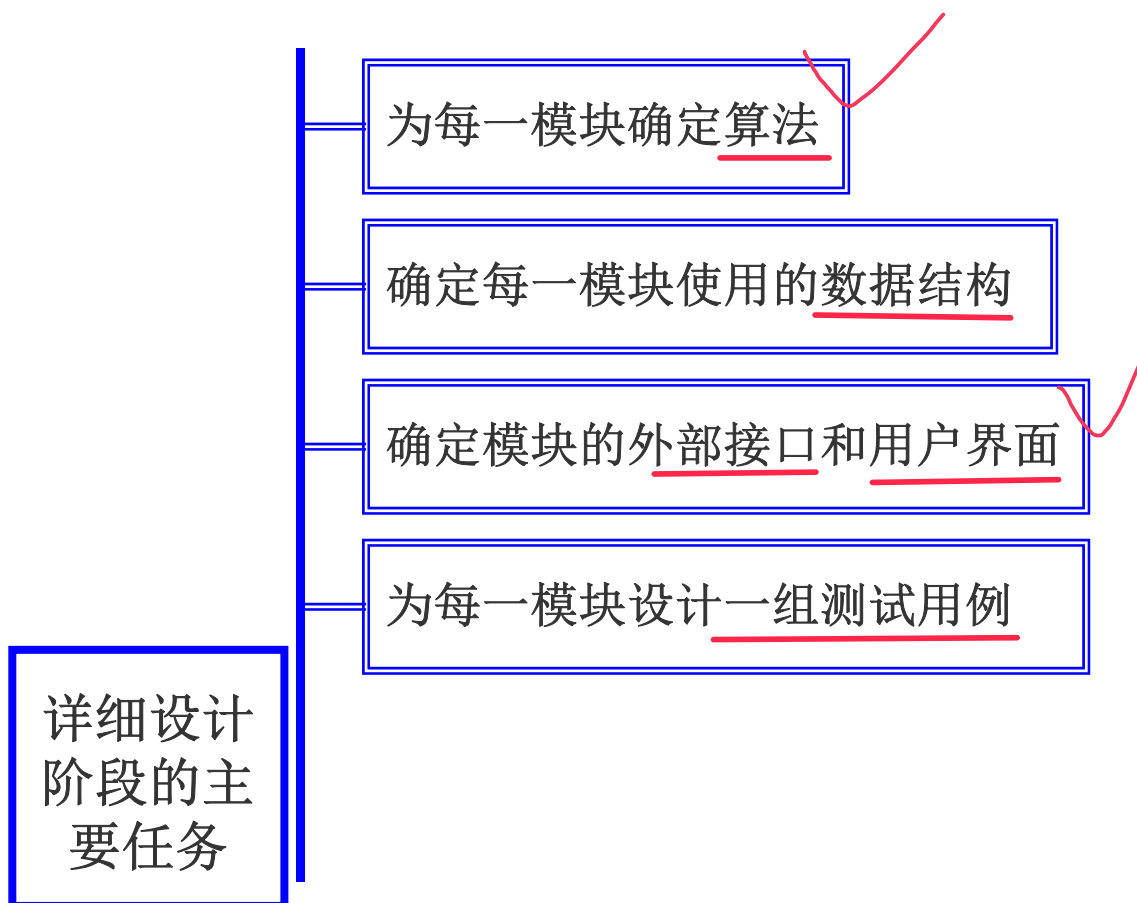 为每一模块确定算法
确定每一模块使用的数据结构
确定模块的外部接口和用户界面
为每一模块设计一组测试用例
详细设计
阶段的主
要任务